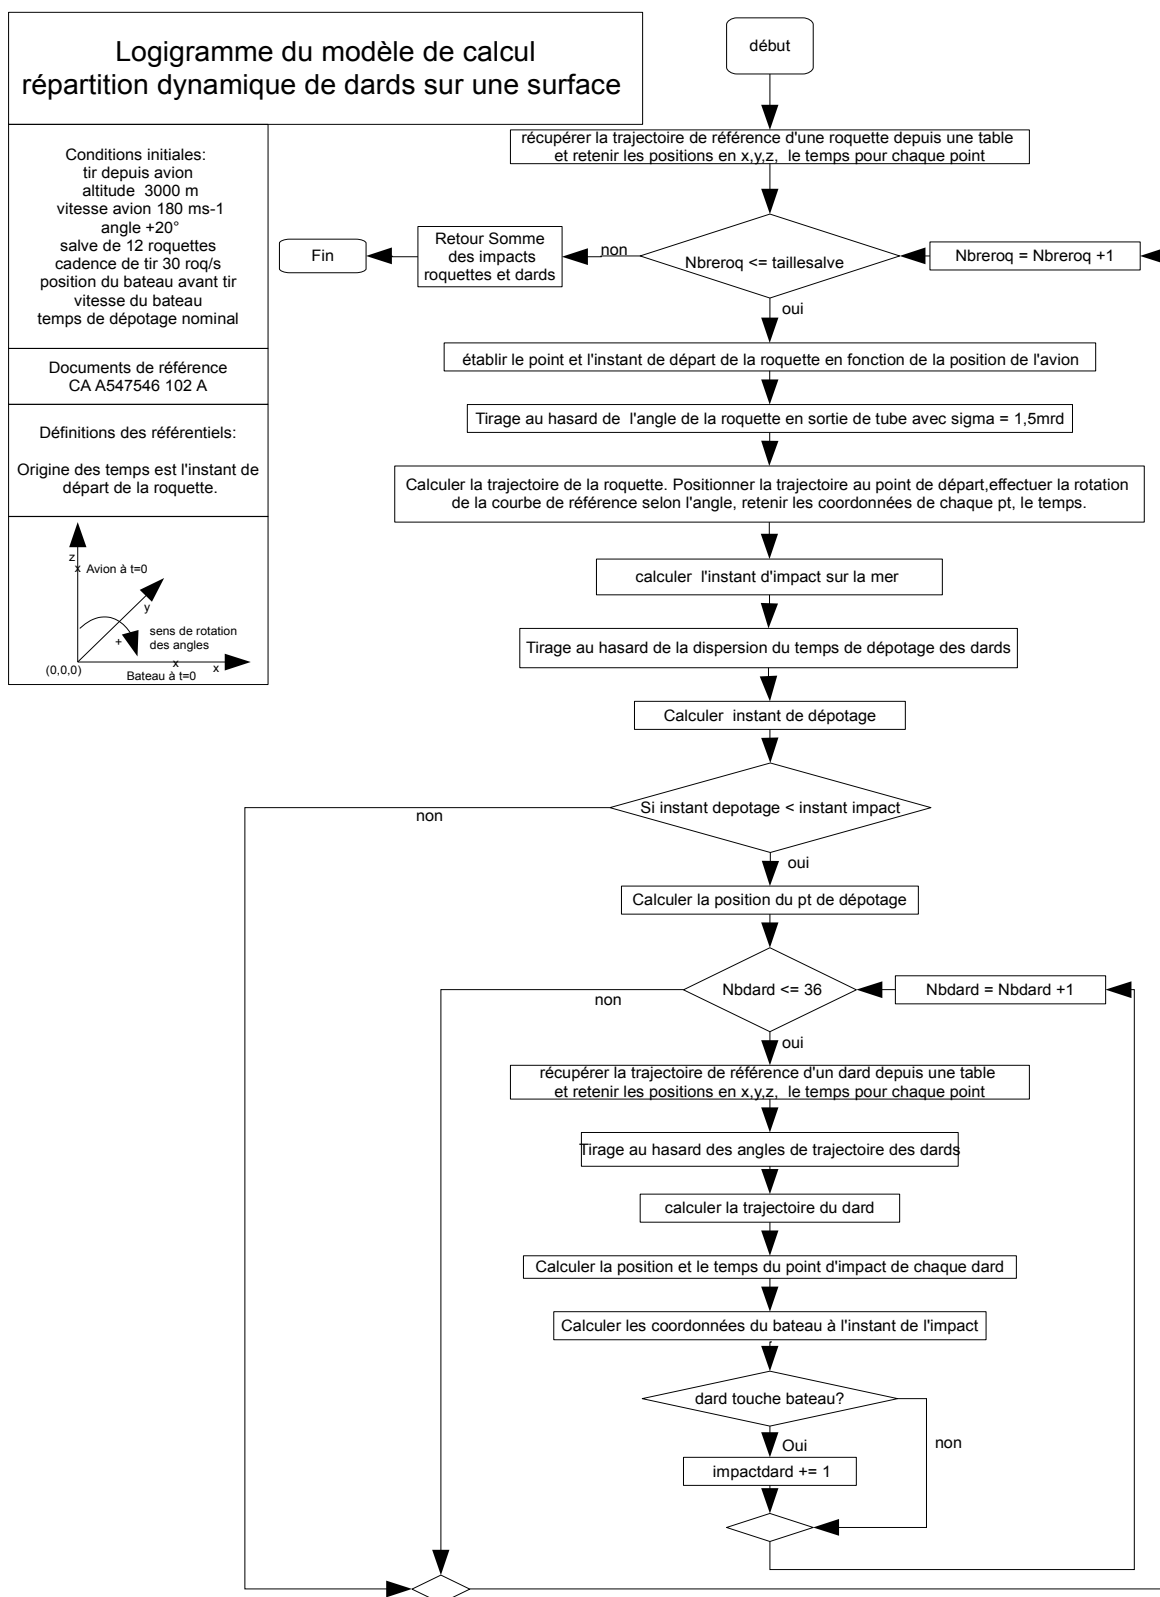 Logigramme du modèle de calcul
répartition dynamique de dards sur une surface
Conditions initiales:
tir depuis avion
altitude 3000 m
vitesse avion 180 ms-1
angle +20°
salve de 12 roquettes
cadence de tir 30 roq/s
position du bateau avant tir
vitesse du bateau
temps de dépotage nominal
Documents de référence
CA A547546 102 A
Définitions des référentiels:
Origine des temps est l'instant de
départ de la roquette.
z
x Avion à t=0
y
sens de rotation
des angles
+
(0,0,0)
x
x
Bateau à t=0
début
récupérer la trajectoire de référence d'une roquette depuis une table
et retenir les positions en x,y,z, le temps pour chaque point
Nbreroq <= taillesalve
Nbreroq = Nbreroq +1
non
Retour Somme
des impacts
roquettes et dards
Fin
oui
établir le point et l'instant de départ de la roquette en fonction de la position de l'avion
Tirage au hasard de l'angle de la roquette en sortie de tube avec sigma = 1,5mrd
Calculer la trajectoire de la roquette. Positionner la trajectoire au point de départ,effectuer la rotation
de la courbe de référence selon l'angle, retenir les coordonnées de chaque pt, le temps.
calculer l'instant d'impact sur la mer
Tirage au hasard de la dispersion du temps de dépotage des dards
Calculer instant de dépotage
Si instant depotage < instant impact
non
oui
Calculer la position du pt de dépotage
Nbdard <= 36
Nbdard = Nbdard +1
non
oui
récupérer la trajectoire de référence d'un dard depuis une table
et retenir les positions en x,y,z, le temps pour chaque point
Tirage au hasard des angles de trajectoire des dards
calculer la trajectoire du dard
Calculer la position et le temps du point d'impact de chaque dard
Calculer les coordonnées du bateau à l'instant de l'impact
dard touche bateau?
Oui
non
impactdard += 1